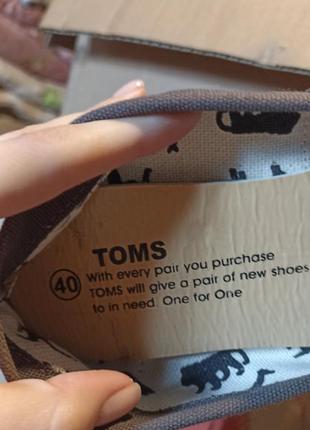 TOMS
40
With every pair you purchase
TOMS will give a pair of new shoes
to in need. One for One